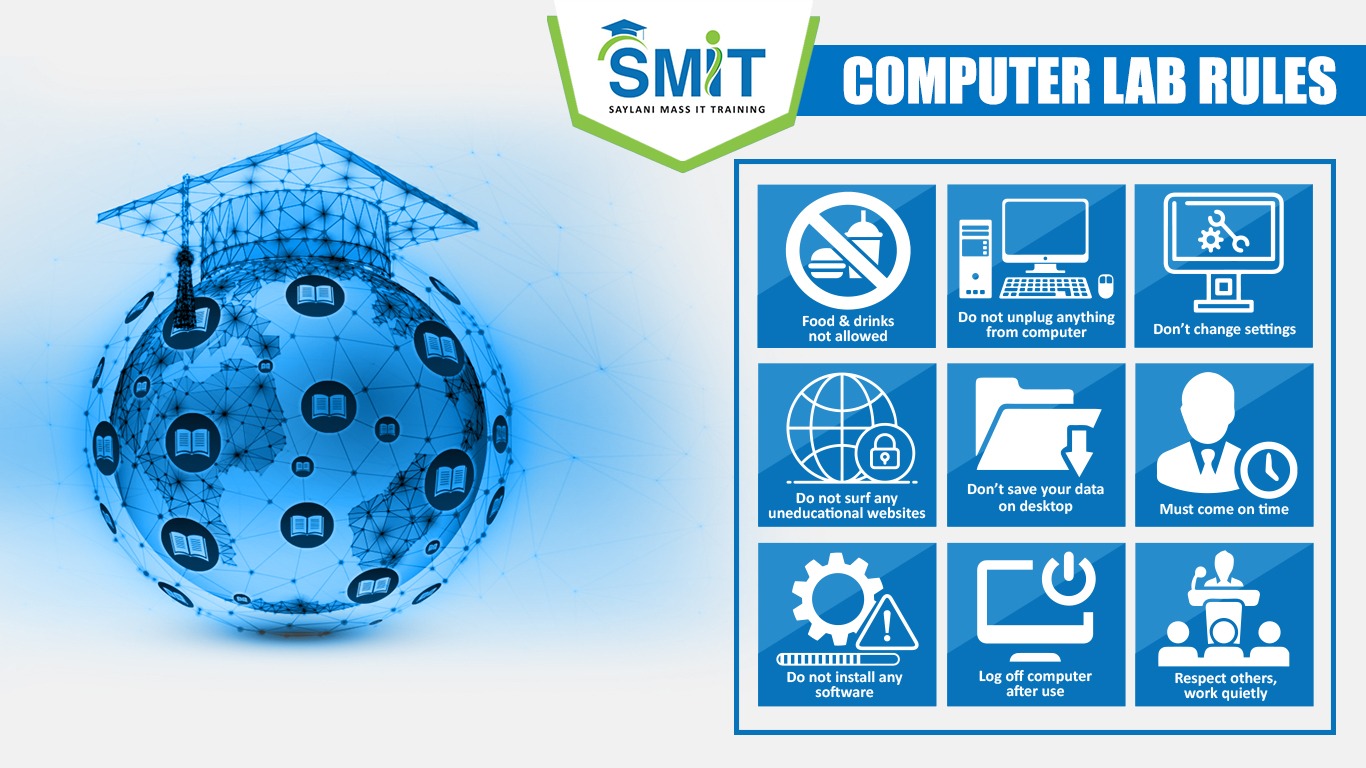 SMiT
SAYLANI MASS IT TRAINING
COMPUTER LAB RULES
Food & drinks
not allowed
Do not unplug anything
from computer
Don't change settings
Do not surf any
uneducational websites
Don't save your data
on desktop
Must come on time
Do not install any
software
Log off computer
after use
Respect others,
work quietly